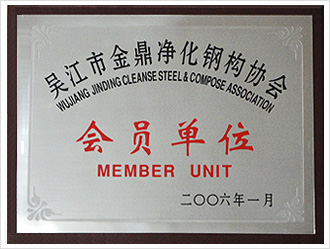 吴江市金鼎净化钢构协会
WUJIANG JINDING CLEANSE STEEL & COMPOSE ASSOCIATION
会员单位
MEMBER UNIT
二〇〇六年一月